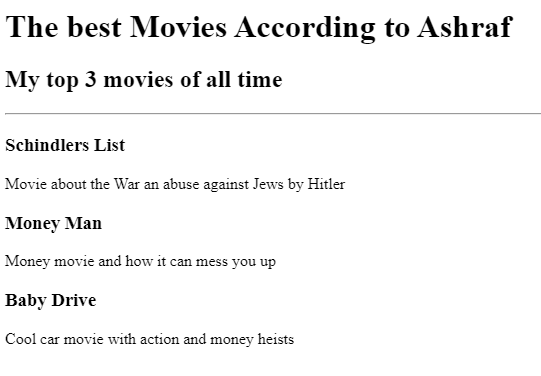 The best Movies According to Ashraf
My top 3 movies of all time
Schindlers List
Movie about the War an abuse against Jews by Hitler
Money Man
Money movie and how it can mess you up
Baby Drive
Cool car movie with action and money heists